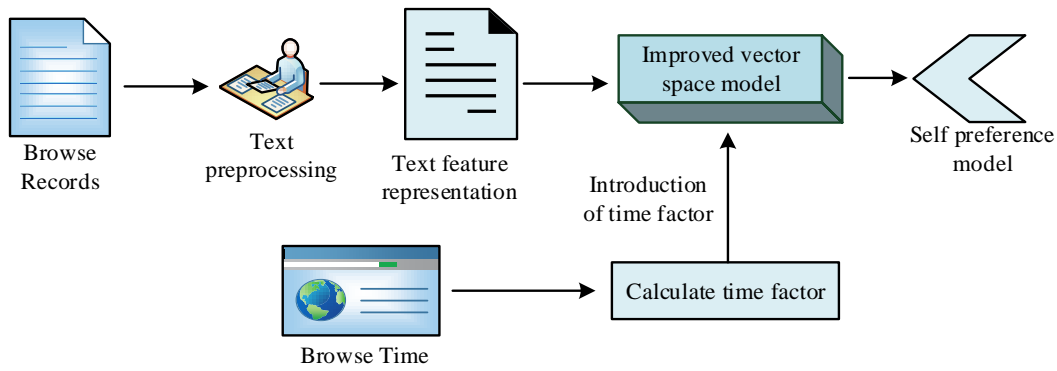 Browse
Records
Text
preprocessing
Text feature
representation
Improved vector
space model
Self preference
model
Introduction
of time factor
Browse Time
Calculate time factor